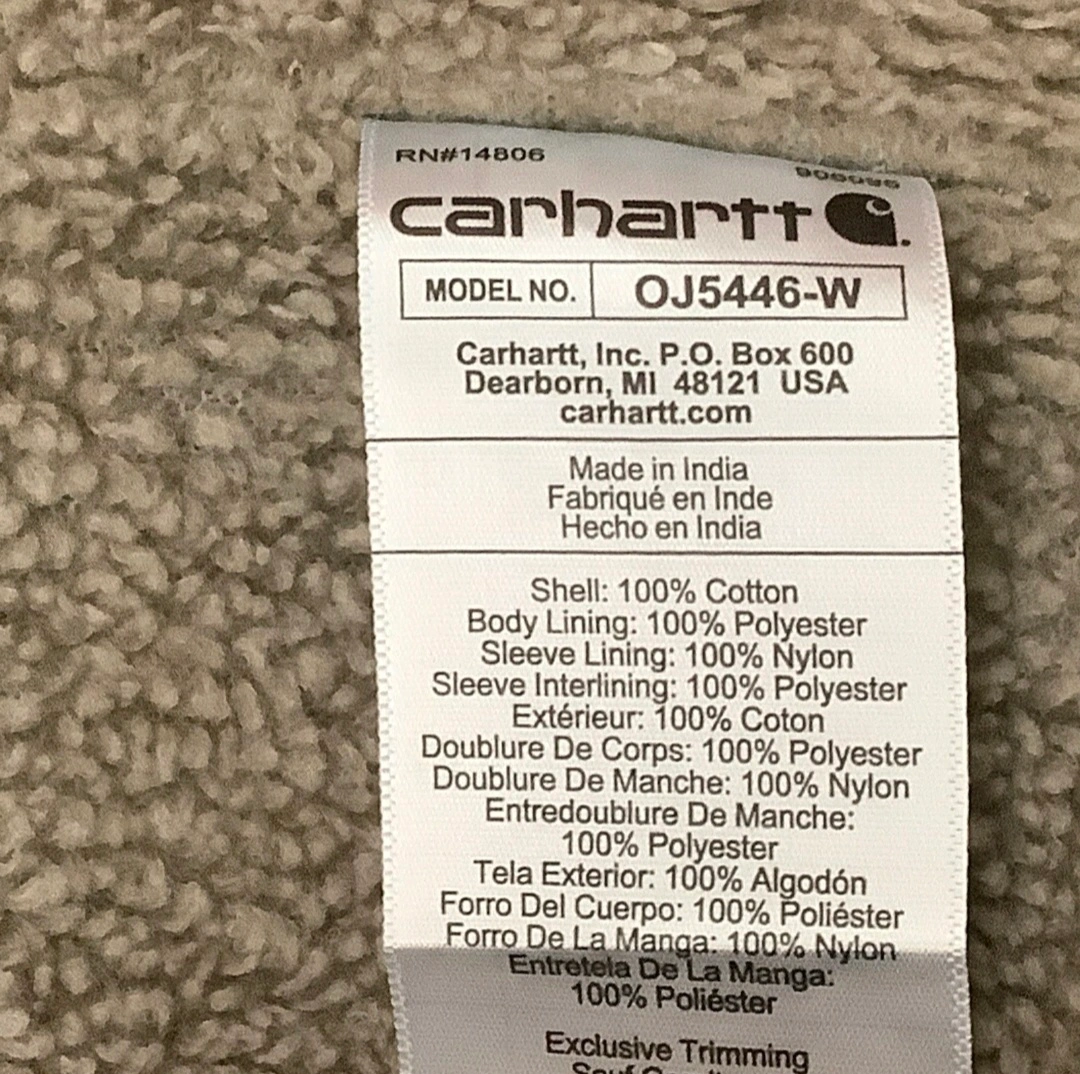 RN#14806
carhartt
MODEL NO. OJ5446-W
Carhartt, Inc. P.O. Box 600
Dearborn, MI 48121 USA
carhartt.com
Made in India
Fabriqué en Inde
Hecho en India
Shell: 100% Cotton
Body Lining: 100% Polyester
Sleeve Lining: 100% Nylon
Sleeve Interlining: 100% Polyester
Extérieur: 100% Coton
Doublure De Corps: 100% Polyester
Doublure De Manche: 100% Nylon
Entredoublure De Manche:
100% Polyester
Tela Exterior: 100% Algodón
Forro Del Cuerpo: 100% Poliéster
Forro De La Manga: 100% Nylon
Entretela De La Manga:
100% Poliéster
Exclusive Trimming